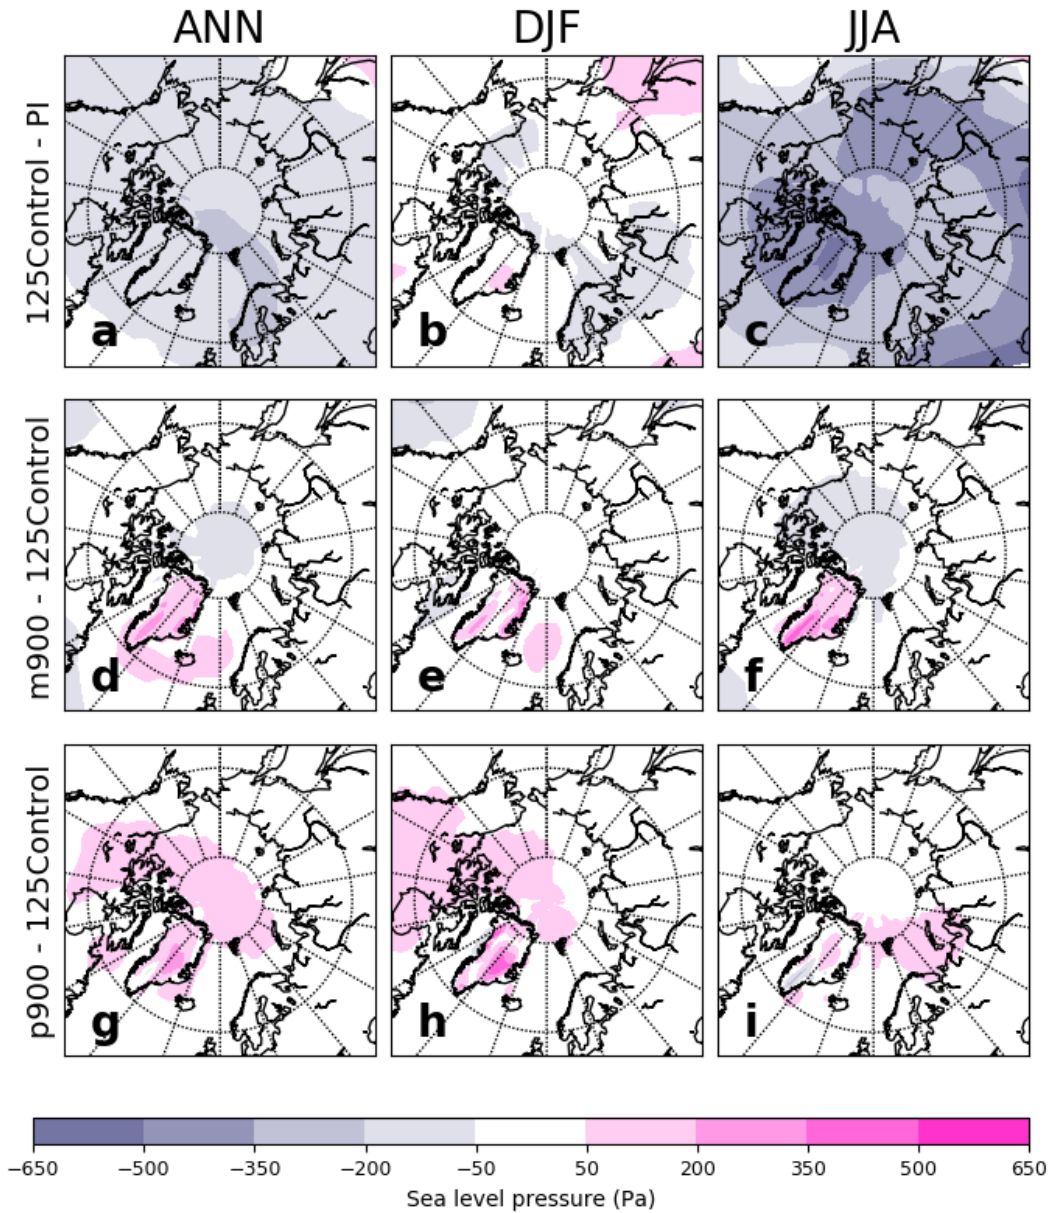 ANN DJF JJA
125Control - PI
a b c
m900 - 125Control
d e f
p900 - 125Control
g h i
−650 −500 −350 −200 −50 50 200 350 500 650
Sea level pressure (Pa)